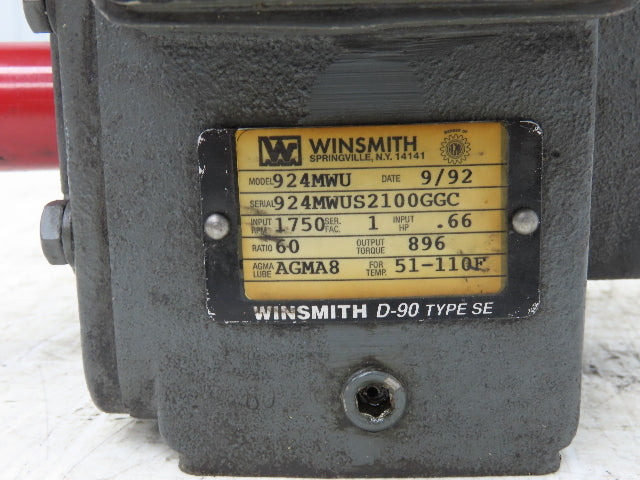 WINSMITH
SPRINGVILLE, N.Y. 14141
MODEL 924MWU DATE 9/92
SERIAL 924MWUS2100GGC
INPUT RPM 1750 SER. FAC. 1 INPUT HP .66
RATIO 60 OUTPUT TORQUE 896
AGMA LUBE AGMA8 FOR TEMP. 51-110F
WINSMITH D-90 TYPE SE